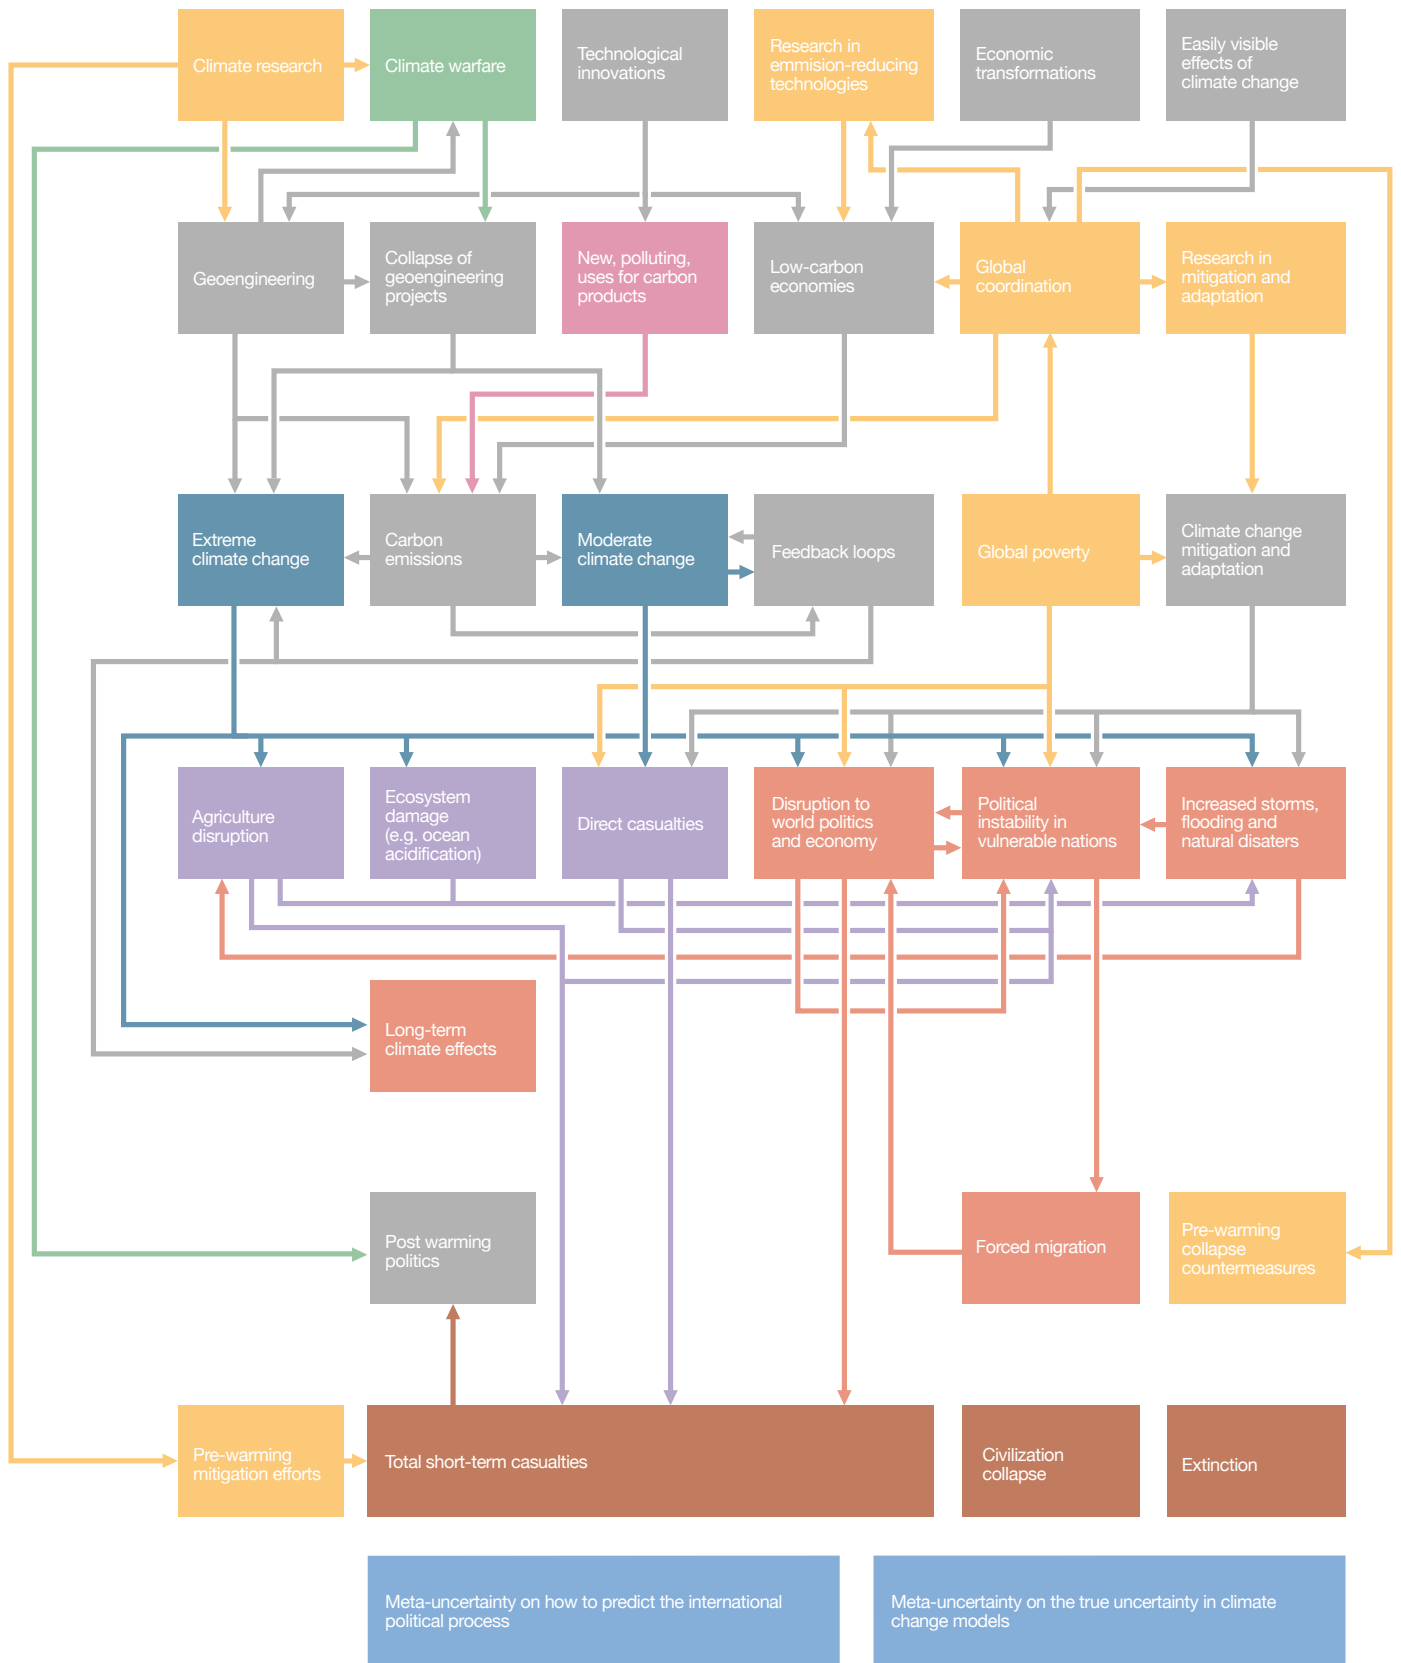 Climate research
Climate warfare
Technological
innovations
Research in
emmision-reducing
technologies
Economic
transformations
Easily visible
effects of
climate change
Geoengineering
Collapse of
geoengineering
projects
New, polluting,
uses for carbon
products
Low-carbon
economies
Global
coordination
Research in
mitigation and
adaptation
Extreme
climate change
Carbon
emissions
Moderate
climate change
Feedback loops
Global poverty
Climate change
mitigation and
adaptation
Agriculture
disruption
Ecosystem
damage
(e.g. ocean
acidification)
Direct casualties
Disruption to
world politics
and economy
Political
instability in
vulnerable nations
Increased storms,
flooding and
natural disaters
Long-term
climate effects
Post warming
politics
Forced migration
Pre-warming
collapse
countermeasures
Pre-warming
mitigation efforts
Total short-term casualties
Civilization
collapse
Extinction
Meta-uncertainty on how to predict the international
political process
Meta-uncertainty on the true uncertainty in climate
change models